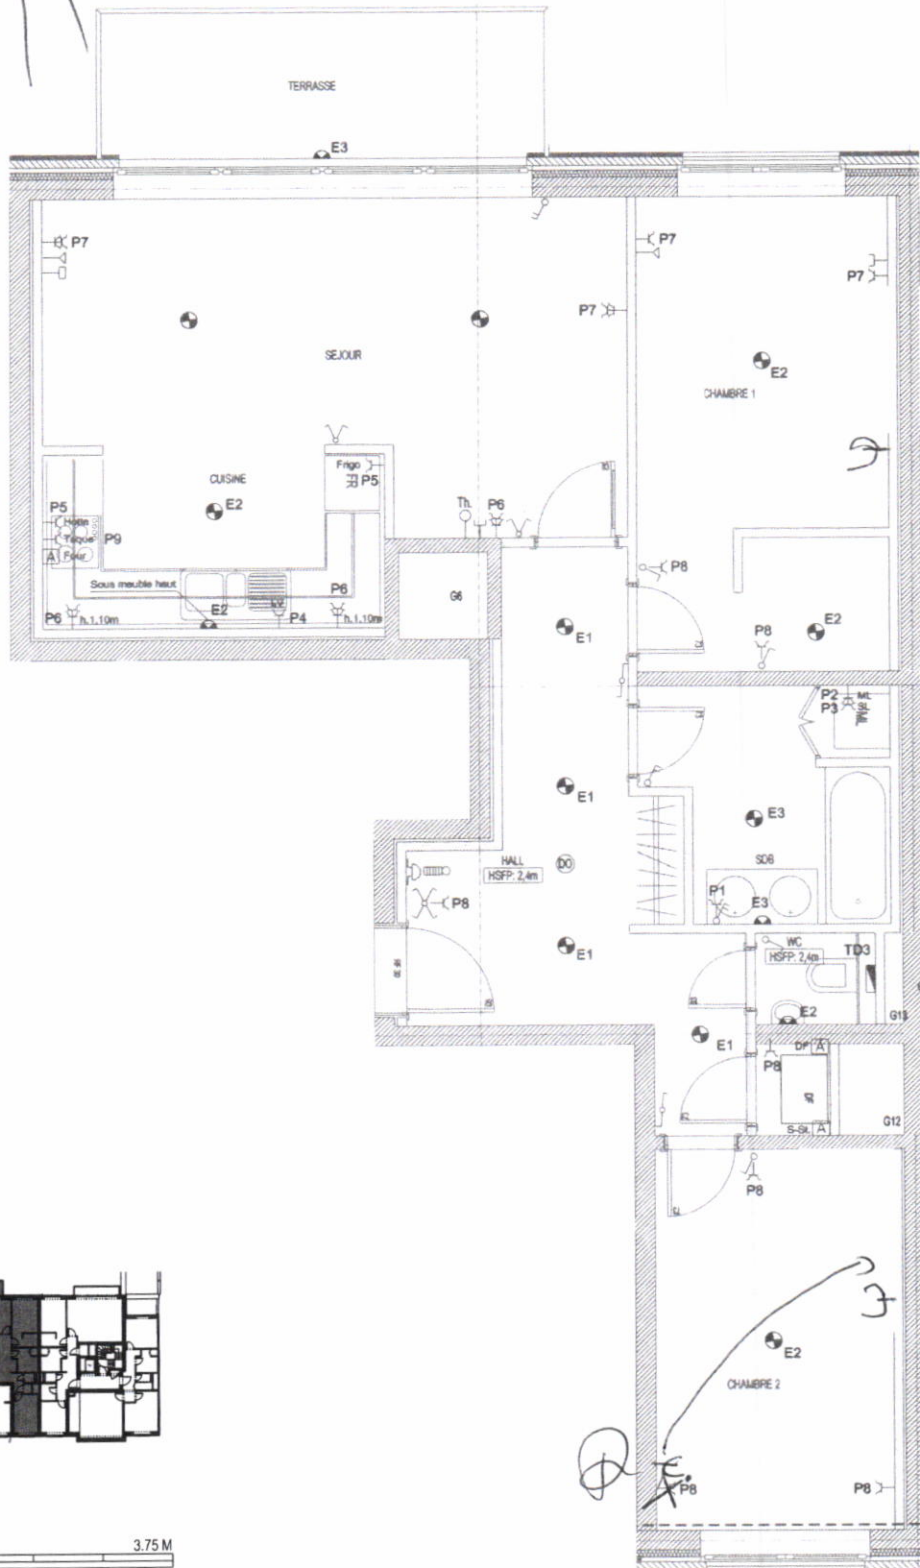 TERRASSE
E3
P7
P7
P7
P7
SEJOUR
E2
CHAMBRE 1
CUISINE
E2
Frigo
FR
P5
Th.
P6
P5
Hotte
Taque
P9
A
Four
P8
Sous meuble haut
P6
h.1.10m
E2
P4
P6
h.1.10m
G6
E1
P8
E2
P2
P3
E1
E3
HALL
HSFP: 2,4m
DO
SDB
P8
P1
E3
E1
WC
HSFP: 2,4m
TD3
E2
G13
E1
P8
DF
A
G12
S-St.
A
P8
E2
CHAMBRE 2
P8
P8
3.75 M